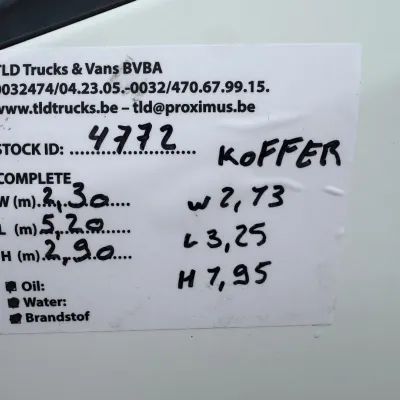 TLD Trucks & Vans BVBA
0032474/04.23.05.-0032/470.67.99.15.
www.tldtrucks.be – tld@proximus.be
STOCK ID: 4772
KOFFER
COMPLETE
W (m) 2,30 W 2,13
L (m) 5,20 L 3,25
H (m) 2,90 H 1,95
Oil:
Water:
Brandstof